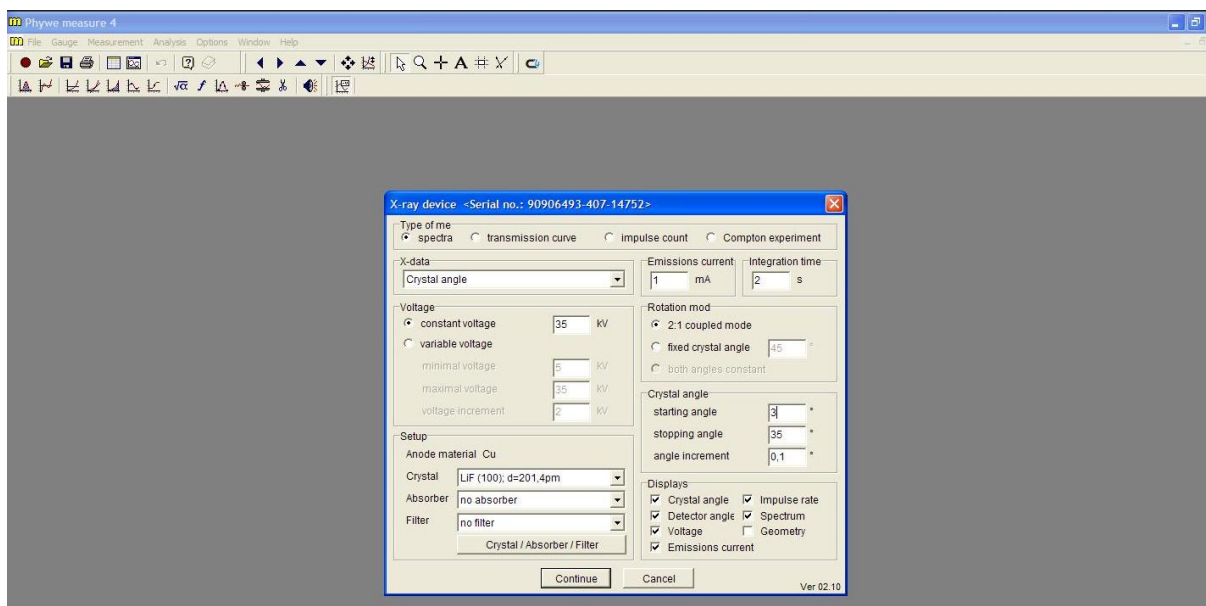 Phywe measure 4
File Gauge Measurement Analysis Options Window Help
X-ray device <Serial no.: 90906493-407-14752>
Type of me
spectra transmission curve impulse count Compton experiment
X-data
Crystal angle
Emissions current
1 mA
Integration time
2 s
Voltage
constant voltage 35 kV
variable voltage
minimal voltage 5 kV
maximal voltage 35 kV
voltage increment 2 kV
Rotation mod
2:1 coupled mode
fixed crystal angle 45 °
both angles constant
Crystal angle
starting angle 3 °
stopping angle 35 °
angle increment 0,1 °
Setup
Anode material Cu
Crystal LiF (100); d=201,4pm
Absorber no absorber
Filter no filter
Crystal / Absorber / Filter
Displays
Crystal angle Impulse rate
Detector angle Spectrum
Voltage Geometry
Emissions current
Continue Cancel
Ver 02.10